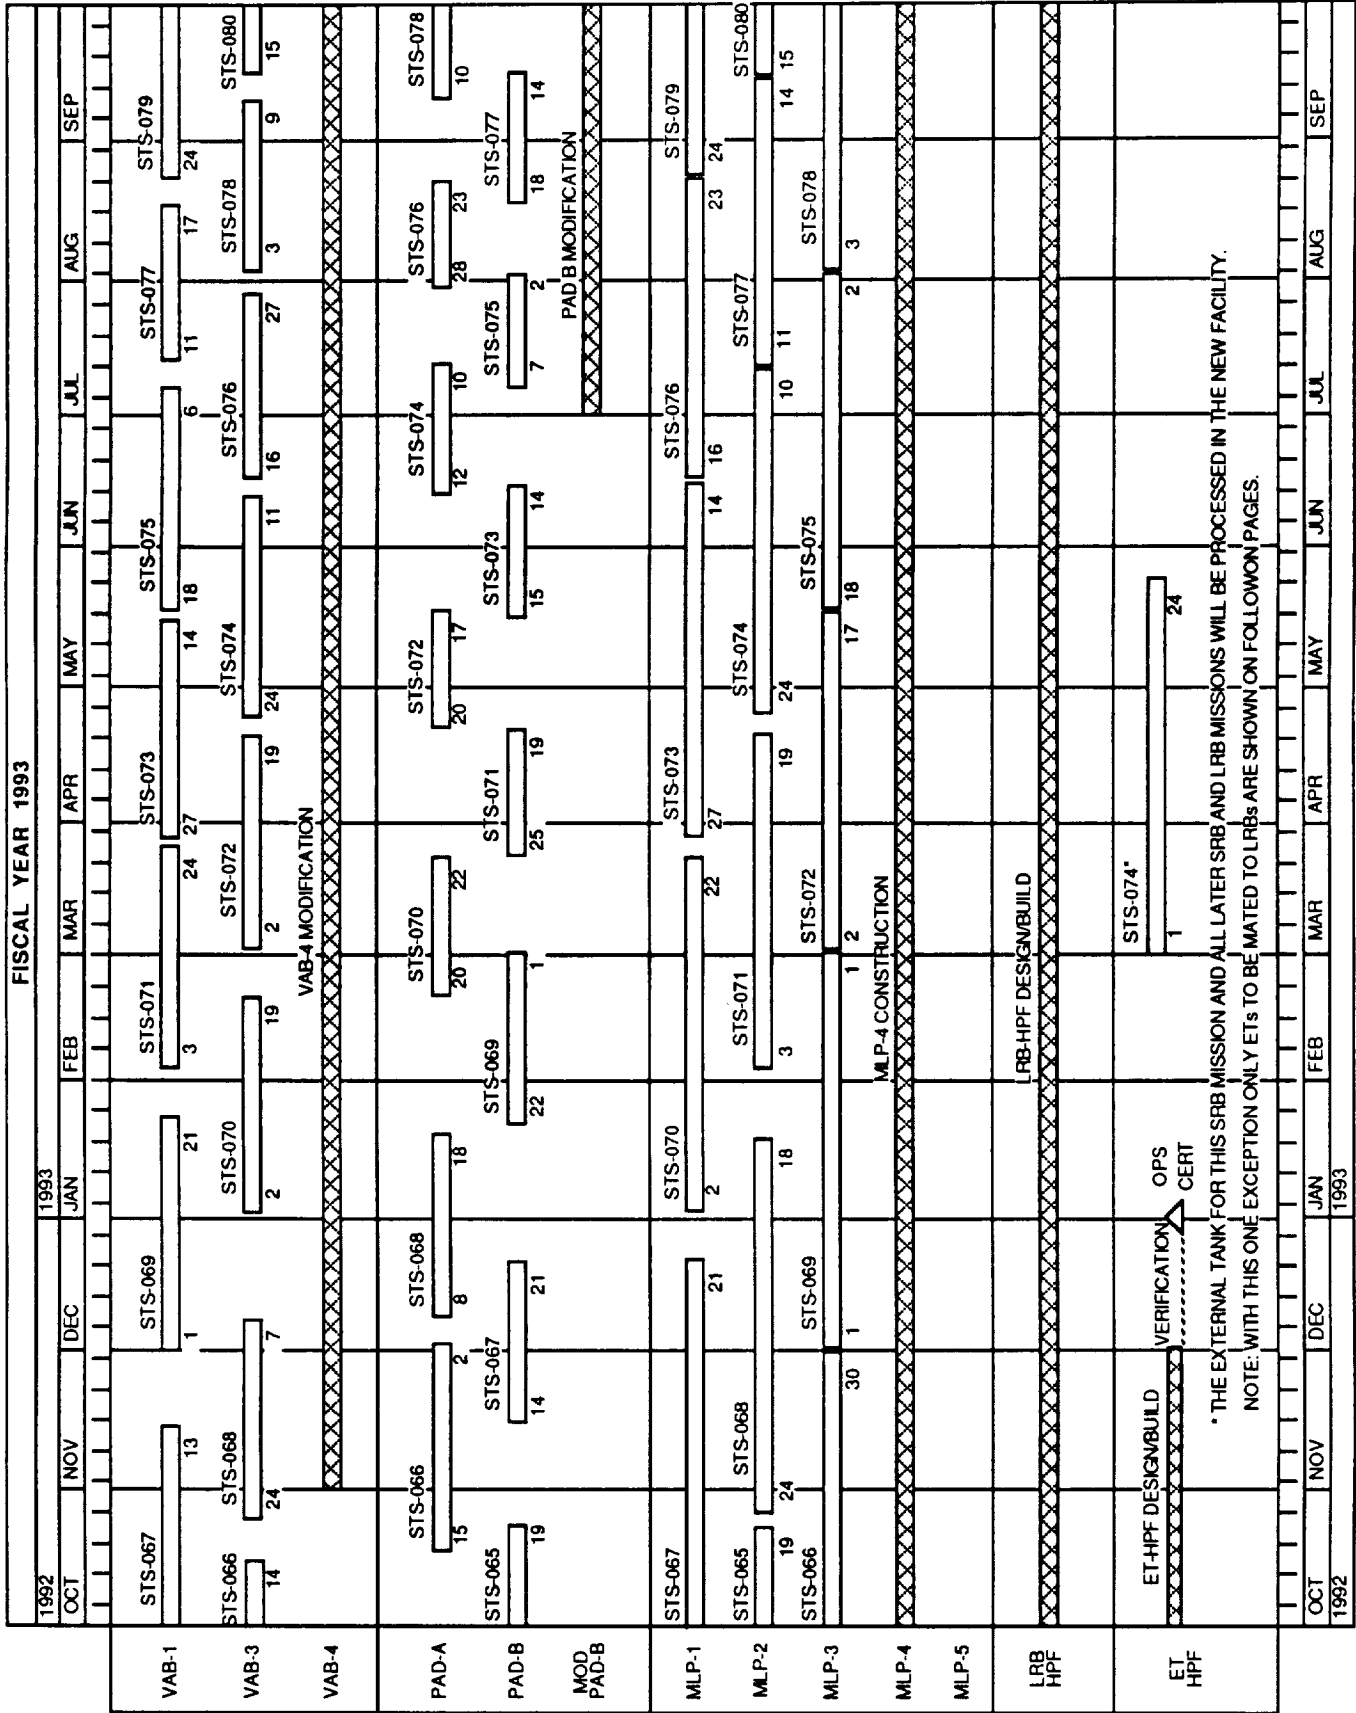 FISCAL YEAR 1993
1992 1993
OCT NOV DEC JAN FEB MAR APR MAY JUN JUL AUG SEP
VAB-1
STS-067 STS-069 STS-071 STS-073 STS-075 STS-077 STS-079
13 1 21 3 24 27 14 18 6 11 17 24
VAB-3
STS-066 STS-068 STS-070 STS-072 STS-074 STS-076 STS-078 STS-080
14 24 7 2 19 2 19 24 11 16 27 3 9 15
VAB-4
VAB-4 MODIFICATION
PAD-A
STS-066 STS-068 STS-070 STS-072 STS-074 STS-076 STS-078
15 2 8 18 20 22 20 17 12 10 28 23 10
PAD-B
STS-065 STS-067 STS-069 STS-071 STS-073 STS-075 STS-077
19 14 21 22 1 25 19 15 14 7 2 18 14
MOD
PAD-B
PAD B MODIFICATION
MLP-1
STS-067 STS-070 STS-073 STS-076 STS-079
21 2 22 27 14 16 23 24
MLP-2
STS-065 STS-068 STS-071 STS-074 STS-077 STS-080
19 24 18 3 19 24 10 11 14 15
MLP-3
STS-066 STS-069 STS-072 STS-075 STS-078
30 1 1 2 17 18 2 3
MLP-4
MLP-4 CONSTRUCTION
MLP-5
LRB
HPF
LRB-HPF DESIGN/BUILD
ET
HPF
ET-HPF DESIGN/BUILD
VERIFICATION
OPS
CERT
STS-074*
1 24
* THE EXTERNAL TANK FOR THIS SRB MISSION AND ALL LATER SRB AND LRB MISSIONS WILL BE PROCESSED IN THE NEW FACILITY.
NOTE: WITH THIS ONE EXCEPTION ONLY ETs TO BE MATED TO LRBs ARE SHOWN ON FOLLOWON PAGES.
OCT NOV DEC JAN FEB MAR APR MAY JUN JUL AUG SEP
1992 1993